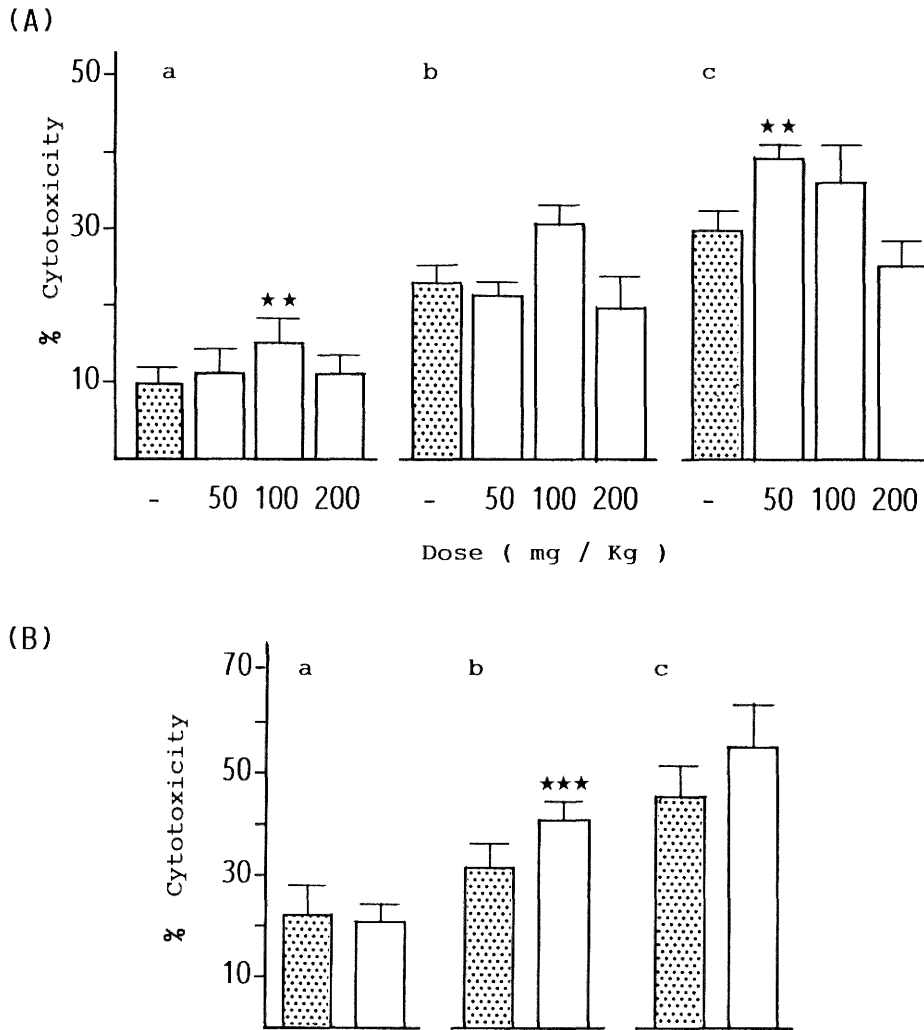 (A)
50
a
b
c
★★
% Cytotoxicity
30
★★
10
- 50 100 200 - 50 100 200 - 50 100 200
Dose ( mg / Kg )
(B)
70
a
b
c
% Cytotoxicity
50
★★★
30
10